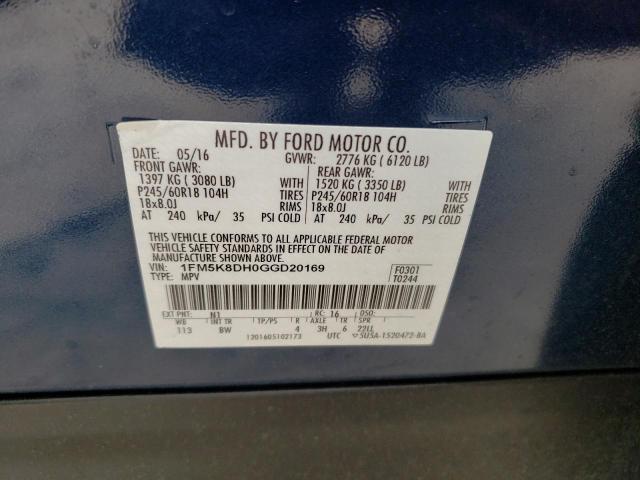 MFD. BY FORD MOTOR CO.
DATE: 05/16 GVWR: 2776 KG ( 6120 LB)
FRONT GAWR: REAR GAWR:
1397 KG ( 3080 LB) WITH 1520 KG ( 3350 LB) WITH
P245/60R18 104H TIRES P245/60R18 104H TIRES
18x8.0J RIMS 18x8.0J RIMS
AT 240 kPa/ 35 PSI COLD AT 240 kPa/ 35 PSI COLD
THIS VEHICLE CONFORMS TO ALL APPLICABLE FEDERAL MOTOR
VEHICLE SAFETY STANDARDS IN EFFECT ON THE DATE OF
MANUFACTURE SHOWN ABOVE.
VIN: 1FM5K8DH0GGD20169 F0301
TYPE: MPV T0244
EXT PNT: N1 RC: 16 DSO:
WB INT TR TP/PS R AXLE TR SPR
113 BW 4 3H 6 22LL
1201605102173 UTC 5U5A-1520472-BA